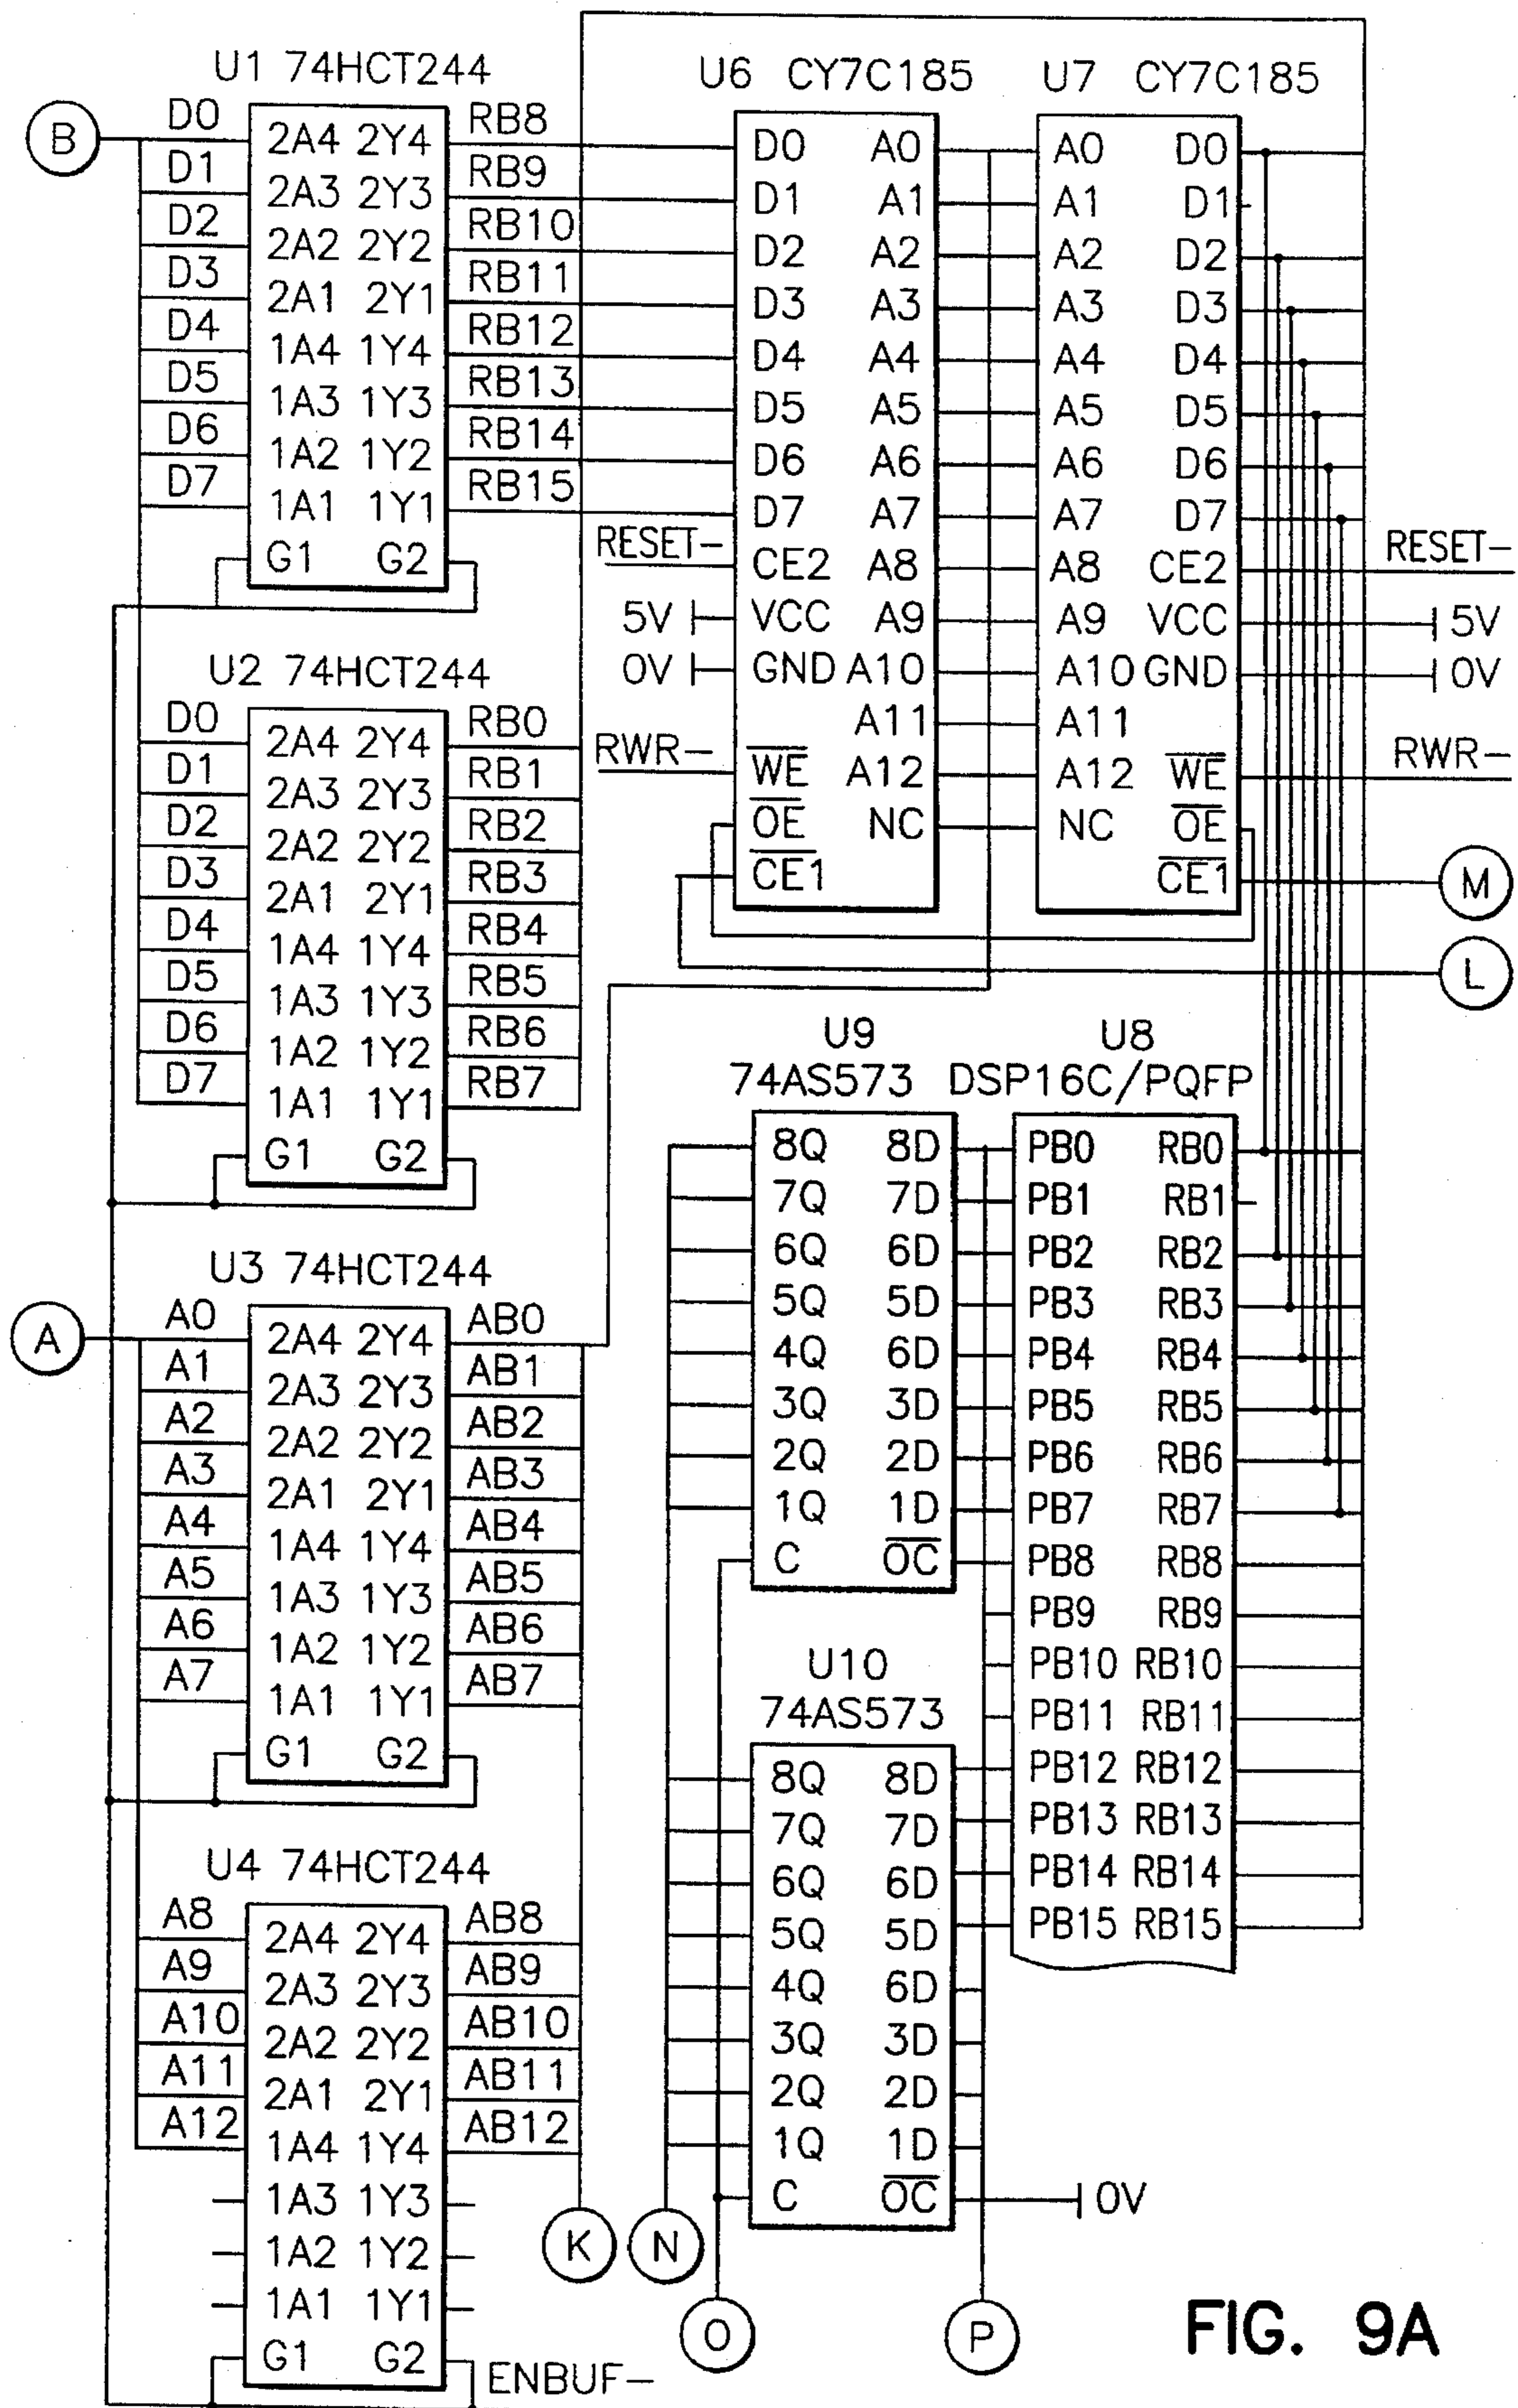 U1 74HCT244
B
D0 2A4 2Y4 RB8
D1 2A3 2Y3 RB9
D2 2A2 2Y2 RB10
D3 2A1 2Y1 RB11
D4 1A4 1Y4 RB12
D5 1A3 1Y3 RB13
D6 1A2 1Y2 RB14
D7 1A1 1Y1 RB15
G1 G2
U6 CY7C185 U7 CY7C185
D0 A0 A0 D0
D1 A1 A1 D1
D2 A2 A2 D2
D3 A3 A3 D3
D4 A4 A4 D4
D5 A5 A5 D5
D6 A6 A6 D6
D7 A7 A7 D7
RESET- CE2 A8 A8 CE2 RESET-
5V VCC A9 A9 VCC 5V
0V GND A10 A10 GND 0V
A11 A11
RWR- WE A12 A12 WE RWR-
OE NC NC OE
CE1 CE1 M
L
U2 74HCT244
D0 2A4 2Y4 RB0
D1 2A3 2Y3 RB1
D2 2A2 2Y2 RB2
D3 2A1 2Y1 RB3
D4 1A4 1Y4 RB4
D5 1A3 1Y3 RB5
D6 1A2 1Y2 RB6
D7 1A1 1Y1 RB7
G1 G2
U9 U8
74AS573 DSP16C/PQFP
8Q 8D PB0 RB0
7Q 7D PB1 RB1
6Q 6D PB2 RB2
5Q 5D PB3 RB3
4Q 6D PB4 RB4
3Q 3D PB5 RB5
2Q 2D PB6 RB6
1Q 1D PB7 RB7
C OC PB8 RB8
PB9 RB9
U10 PB10 RB10
74AS573 PB11 RB11
8Q 8D PB12 RB12
7Q 7D PB13 RB13
6Q 6D PB14 RB14
5Q 5D PB15 RB15
4Q 6D
3Q 3D
2Q 2D
1Q 1D
C OC 0V
U3 74HCT244
A
A0 2A4 2Y4 AB0
A1 2A3 2Y3 AB1
A2 2A2 2Y2 AB2
A3 2A1 2Y1 AB3
A4 1A4 1Y4 AB4
A5 1A3 1Y3 AB5
A6 1A2 1Y2 AB6
A7 1A1 1Y1 AB7
G1 G2
U4 74HCT244
A8 2A4 2Y4 AB8
A9 2A3 2Y3 AB9
A10 2A2 2Y2 AB10
A11 2A1 2Y1 AB11
A12 1A4 1Y4 AB12
1A3 1Y3
1A2 1Y2
1A1 1Y1
G1 G2 ENBUF-
K N
O P
FIG. 9A